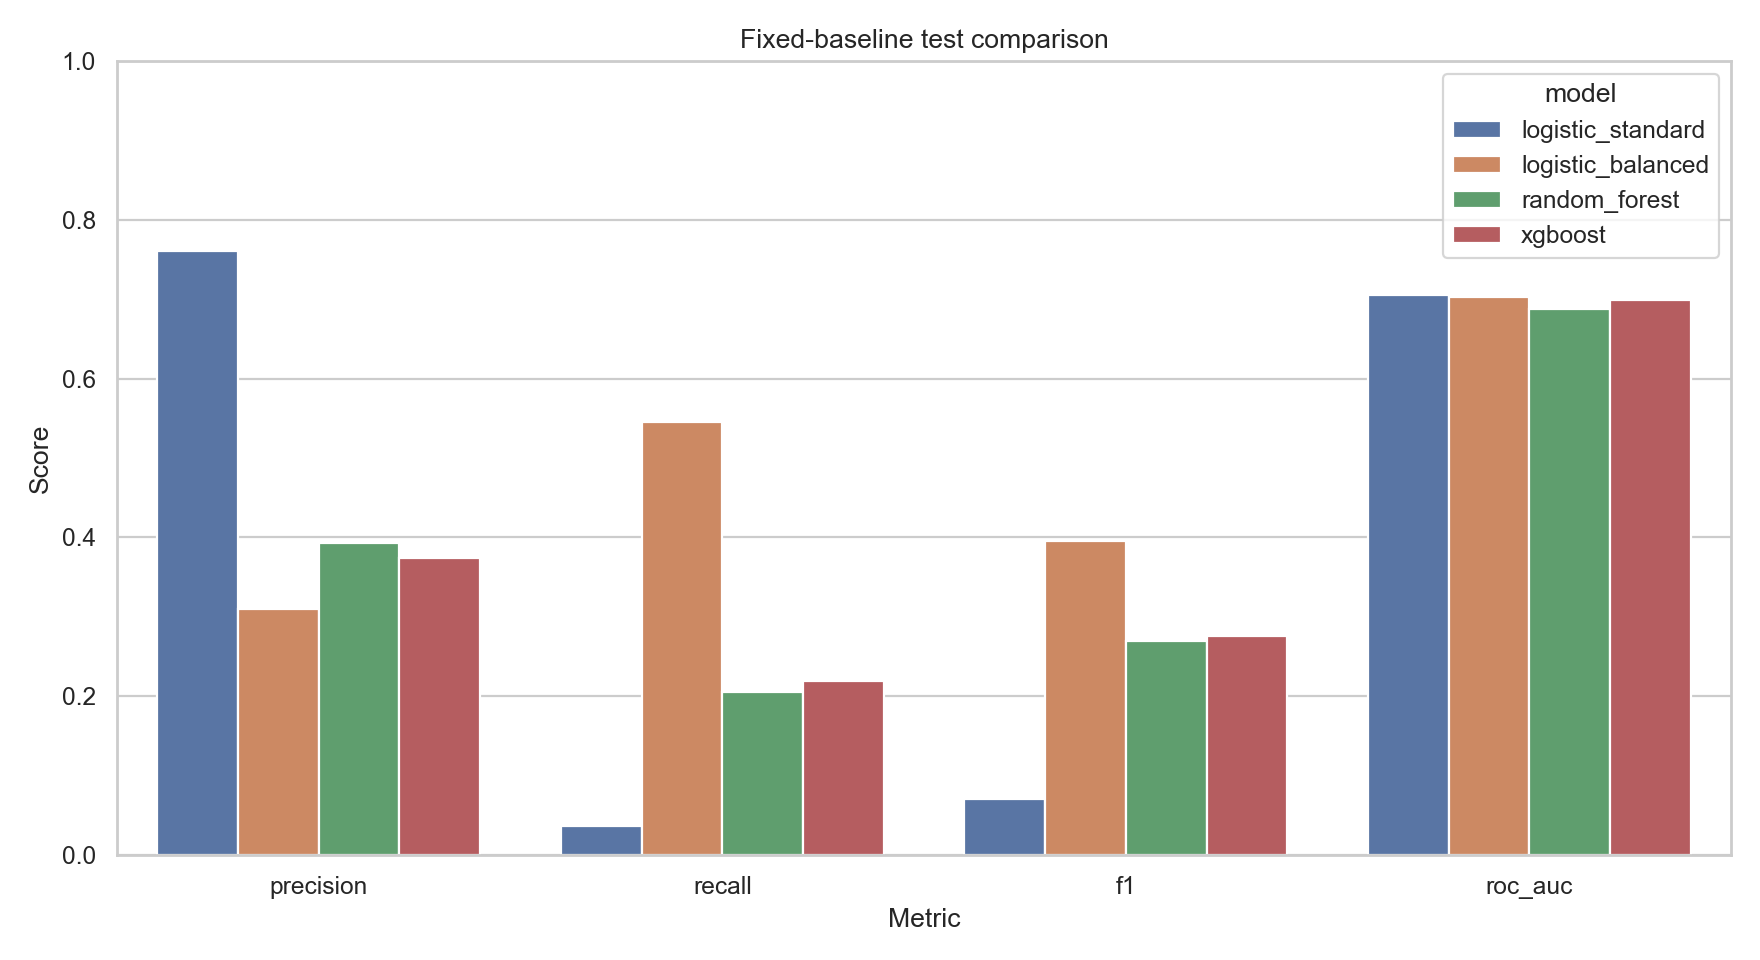 Fixed-baseline test comparison
1.0
0.8
0.6
0.4
0.2
0.0
Score
model
logistic_standard
logistic_balanced
random_forest
xgboost
precision
recall
f1
roc_auc
Metric